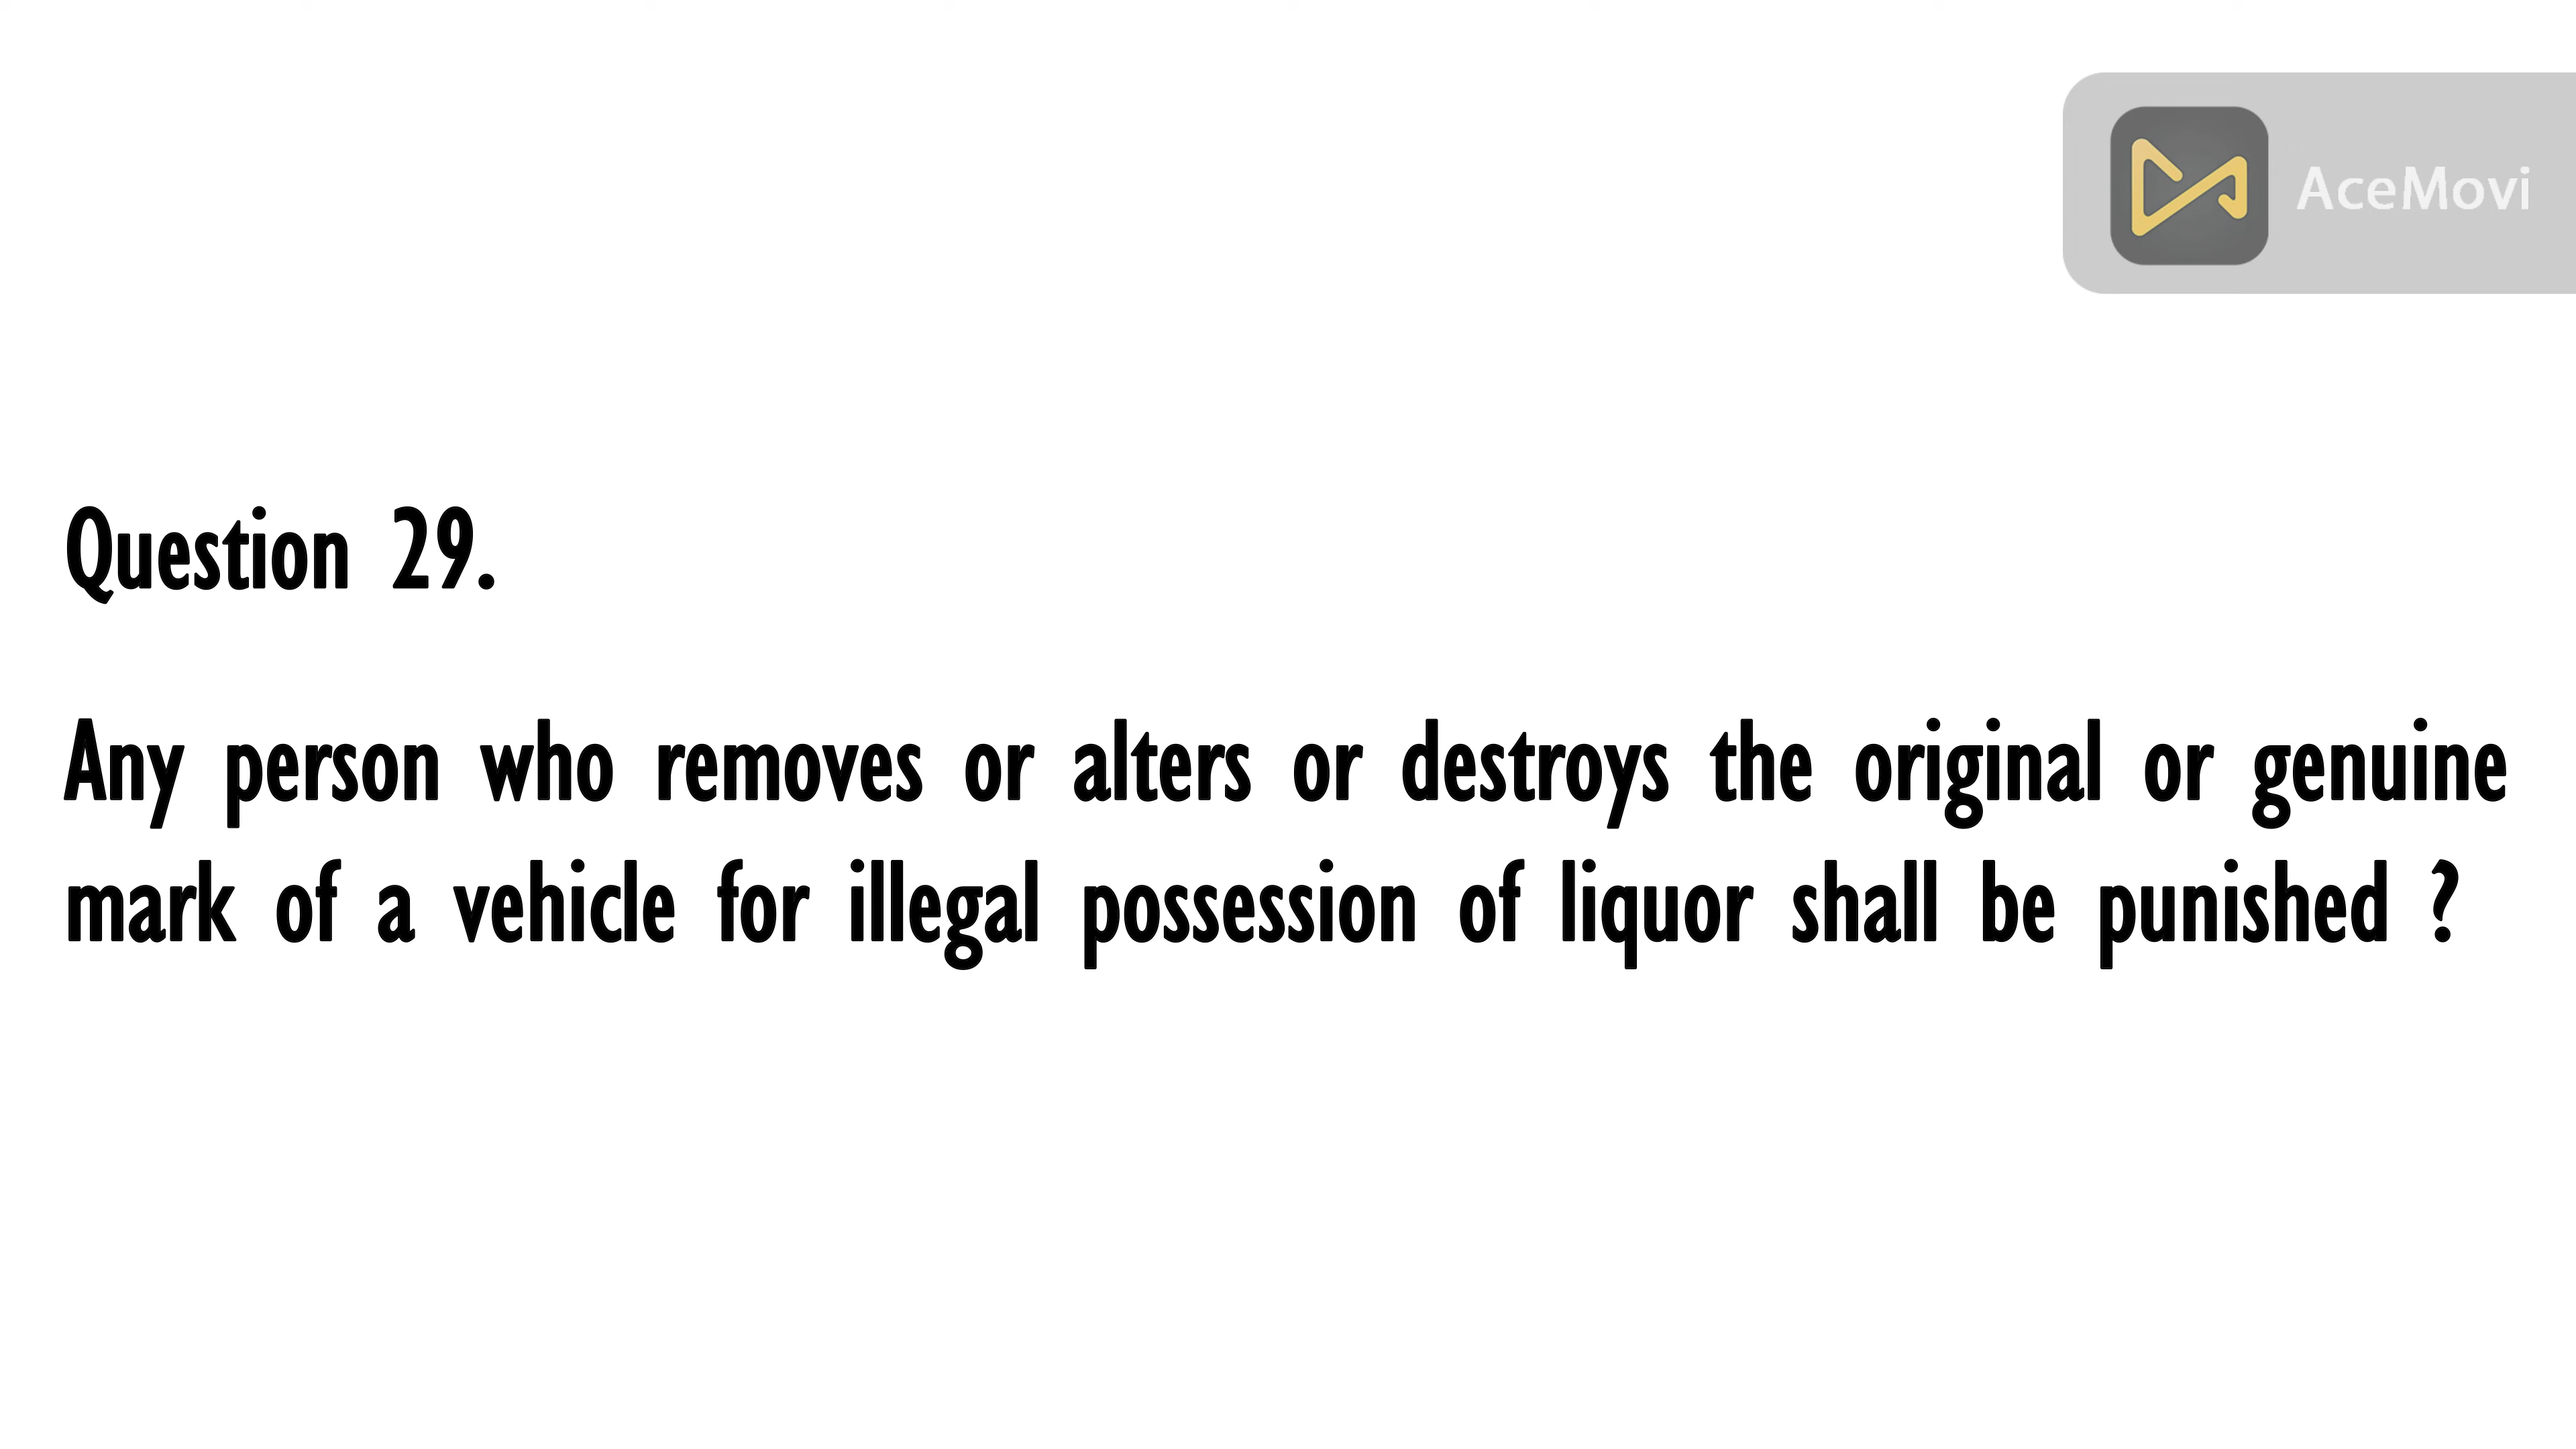 AceMovi
Question 29.
Any person who removes or alters or destroys the original or genuine
mark of a vehicle for illegal possession of liquor shall be punished ?